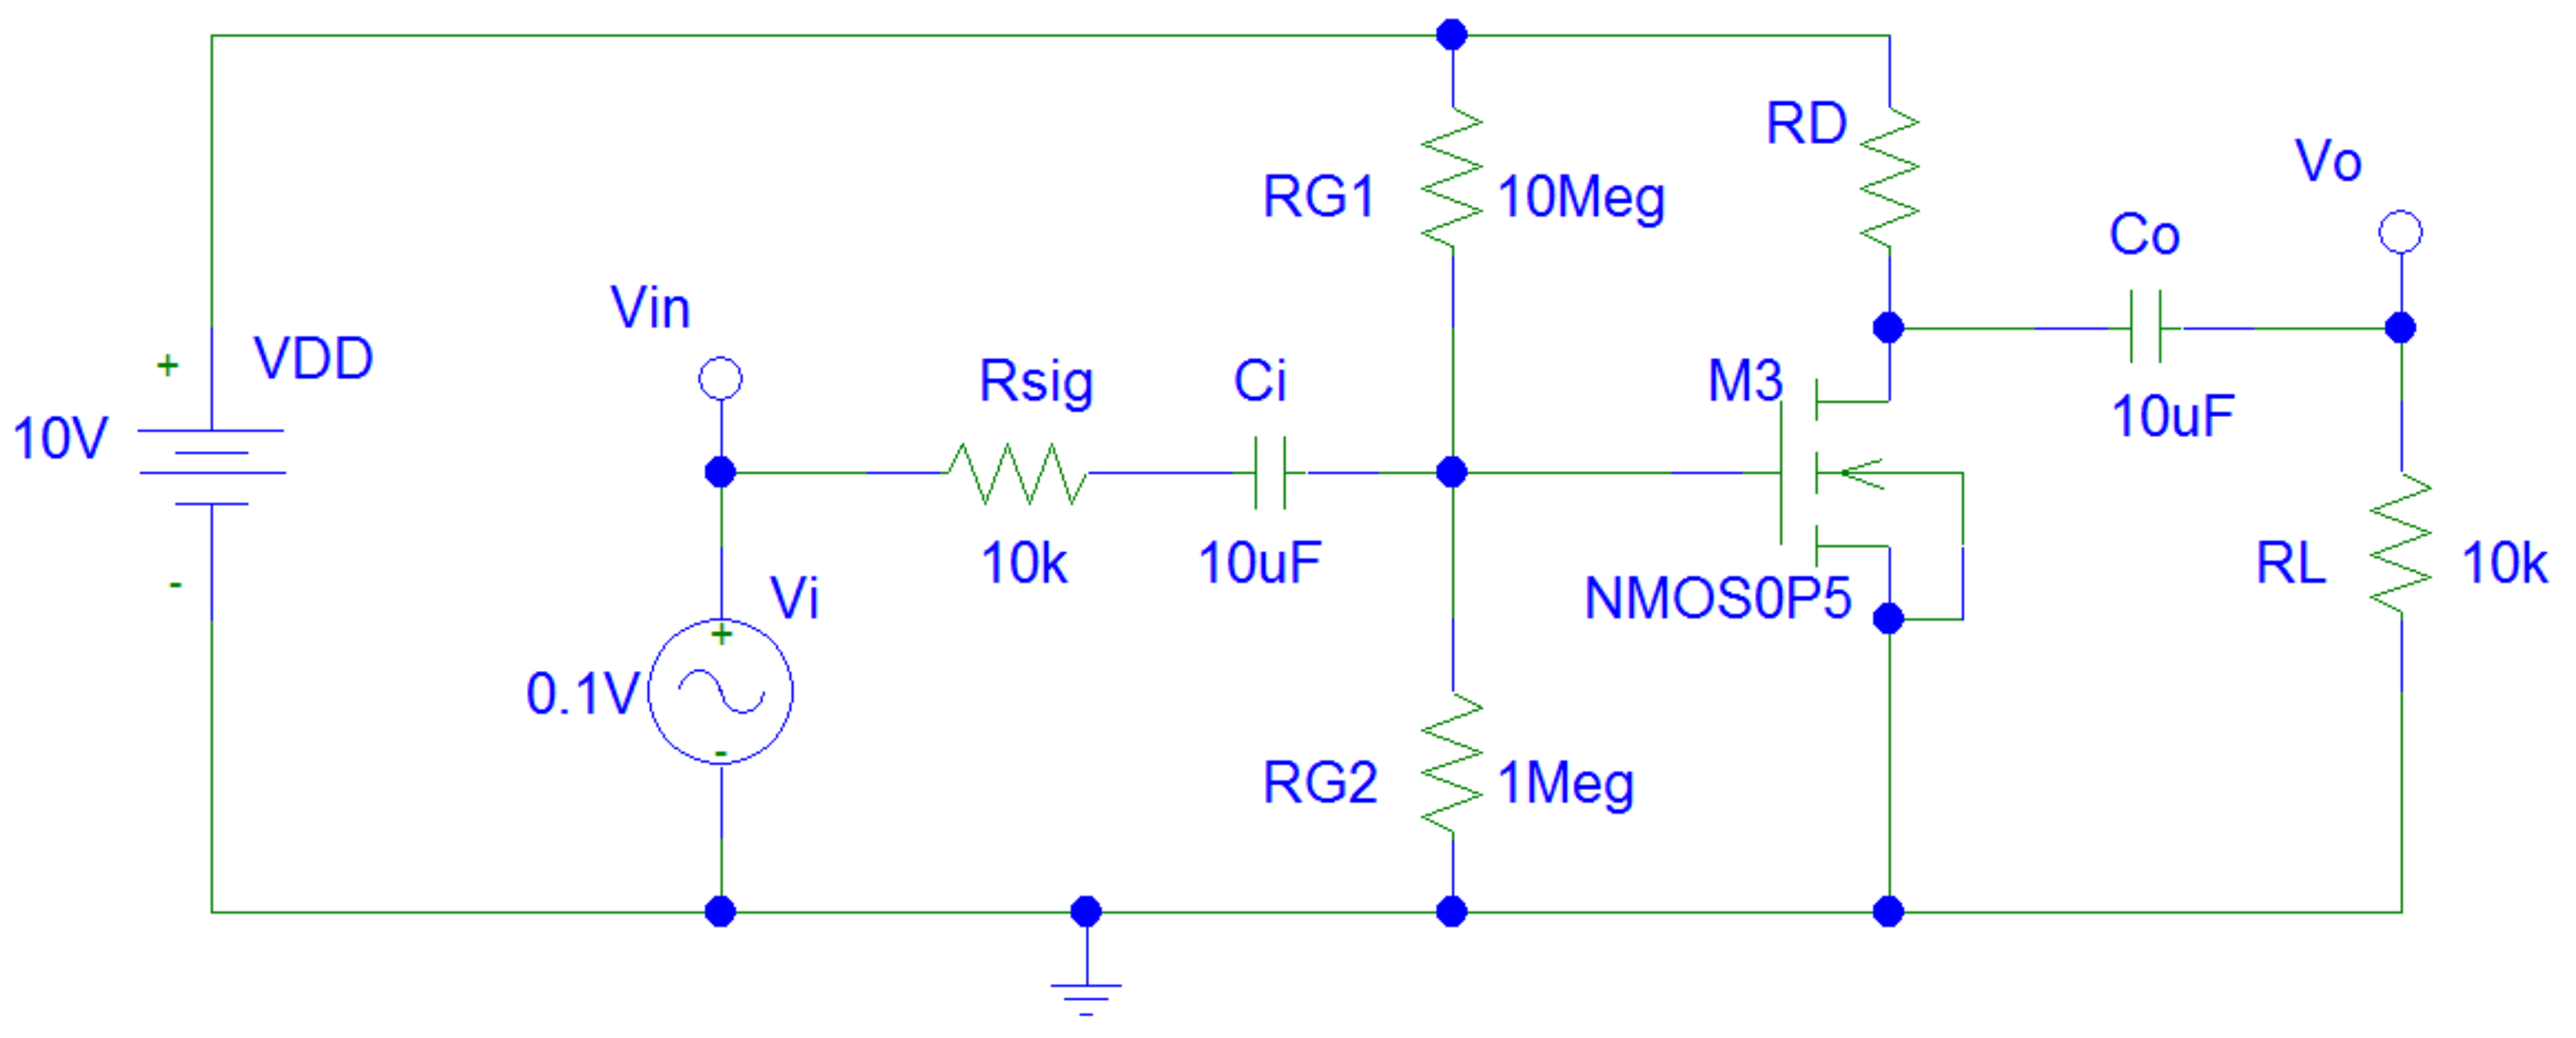 RD
Vo
RG1
10Meg
Co
Vin
+
VDD
Rsig
Ci
M3
10V
10uF
-
10k
10uF
NMOS0P5
RL
10k
Vi
+
0.1V
-
RG2
1Meg